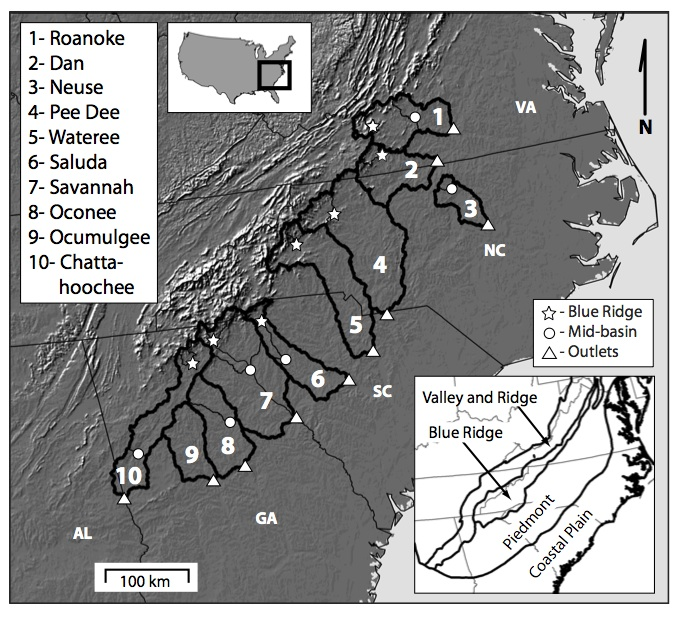 1- Roanoke
2- Dan
3- Neuse
4- Pee Dee
5- Wateree
6- Saluda
7- Savannah
8- Oconee
9- Ocumulgee
10- Chatta-
hoochee
VA
N
1
2
3
NC
4
5
6
SC
7
8
9
10
GA
AL
100 km
- Blue Ridge
- Mid-basin
- Outlets
Valley and Ridge
Blue Ridge
Piedmont
Coastal Plain